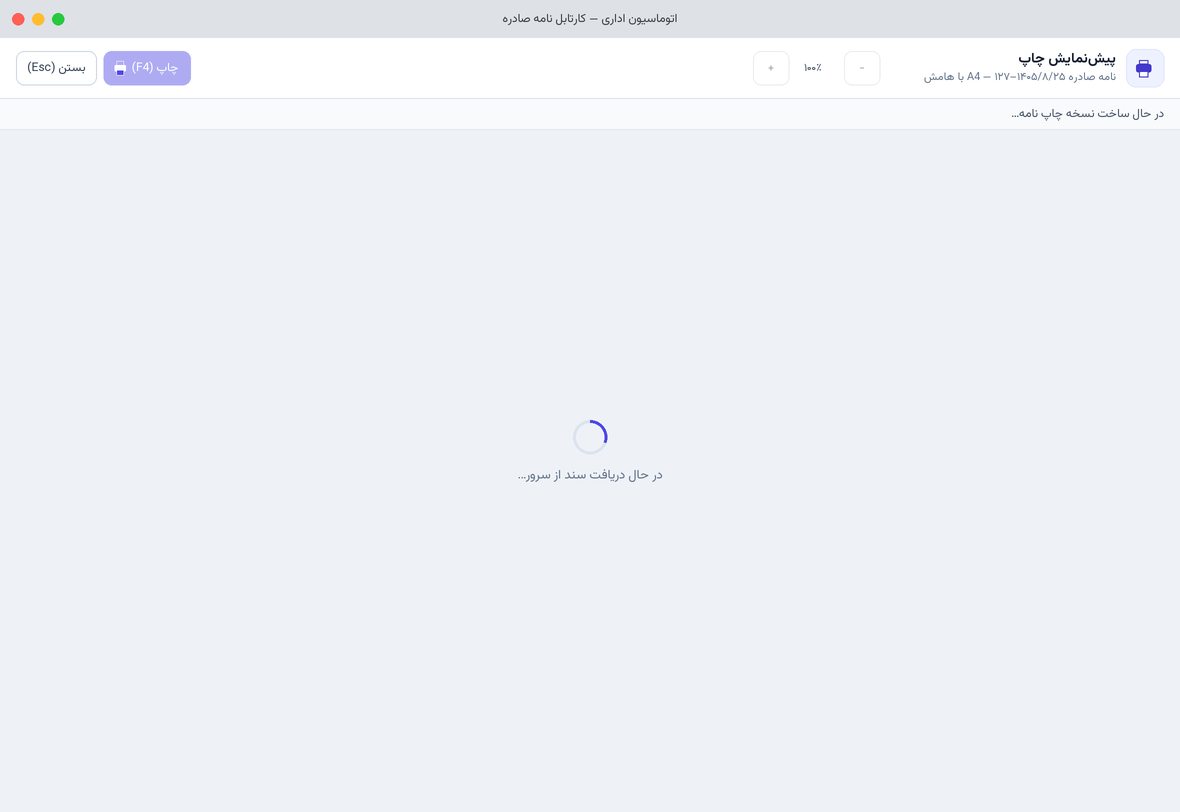 اتوماسیون اداری — کارتابل نامه صادره
پیش‌نمایش چاپ
نامه صادره ۱۴۰۵/۸/۲۵–۱۲۷ — A4 با هامش
-
۱۰۰٪
+
چاپ (F4)
بستن (Esc)
در حال ساخت نسخه چاپ نامه...
در حال دریافت سند از سرور...